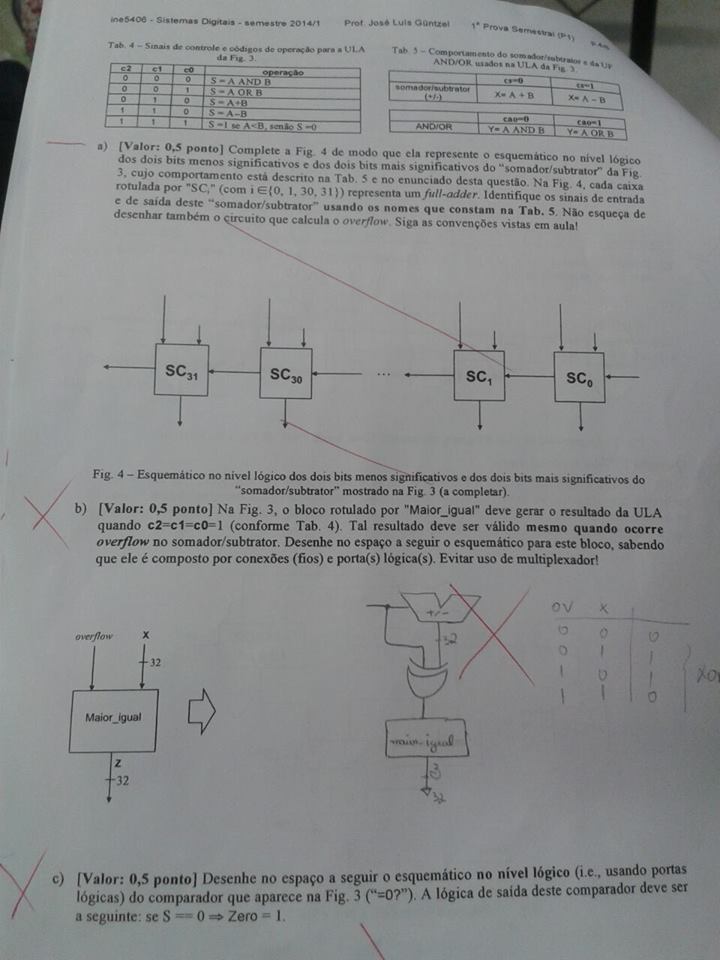 ine5406 - Sistemas Digitais - semestre 2014/1 Prof. José Luís Güntzel 1ª Prova Semestral (P1)
Tab. 4 – Sinais de controle e códigos de operação para a ULA
da Fig. 3.
c2 c1 c0 operação
0 0 0 S = A AND B
0 0 1 S = A OR B
0 1 0 S = A+B
1 1 0 S = A–B
1 1 1 S =1 se A<B, senão S =0
Tab. 5 – Comportamento do somador/subtrator e da UF
AND/OR usados na ULA da Fig. 3.
cs=0 cs=1
somador/subtrator (+/-) X= A + B X= A – B
cao=0 cao=1
AND/OR Y= A AND B Y= A OR B
a) [Valor: 0,5 ponto] Complete a Fig. 4 de modo que ela represente o esquemático no nível lógico
dos dois bits menos significativos e dos dois bits mais significativos do “somador/subtrator” da Fig.
3, cujo comportamento está descrito na Tab. 5 e no enunciado desta questão. Na Fig. 4, cada caixa
rotulada por "SCi" (com i ∈{0, 1, 30, 31}) representa um full-adder. Identifique os sinais de entrada
e de saída deste “somador/subtrator” usando os nomes que constam na Tab. 5. Não esqueça de
desenhar também o circuito que calcula o overflow. Siga as convenções vistas em aula!
SC31 SC30 ... SC1 SC0
Fig. 4 – Esquemático no nível lógico dos dois bits menos significativos e dos dois bits mais significativos do
“somador/subtrator” mostrado na Fig. 3 (a completar).
b) [Valor: 0,5 ponto] Na Fig. 3, o bloco rotulado por "Maior_igual" deve gerar o resultado da ULA
quando c2=c1=c0=1 (conforme Tab. 4). Tal resultado deve ser válido mesmo quando ocorre
overflow no somador/subtrator. Desenhe no espaço a seguir o esquemático para este bloco, sabendo
que ele é composto por conexões (fios) e porta(s) lógica(s). Evitar uso de multiplexador!
overflow X
32
Maior_igual
Z
32
+/-
32
maior-igual
32
OV X
0 0 0
0 1 1
1 0 1
1 1 0
c) [Valor: 0,5 ponto] Desenhe no espaço a seguir o esquemático no nível lógico (i.e., usando portas
lógicas) do comparador que aparece na Fig. 3 (“=0?”). A lógica de saída deste comparador deve ser
a seguinte: se S == 0 ⇒ Zero = 1.